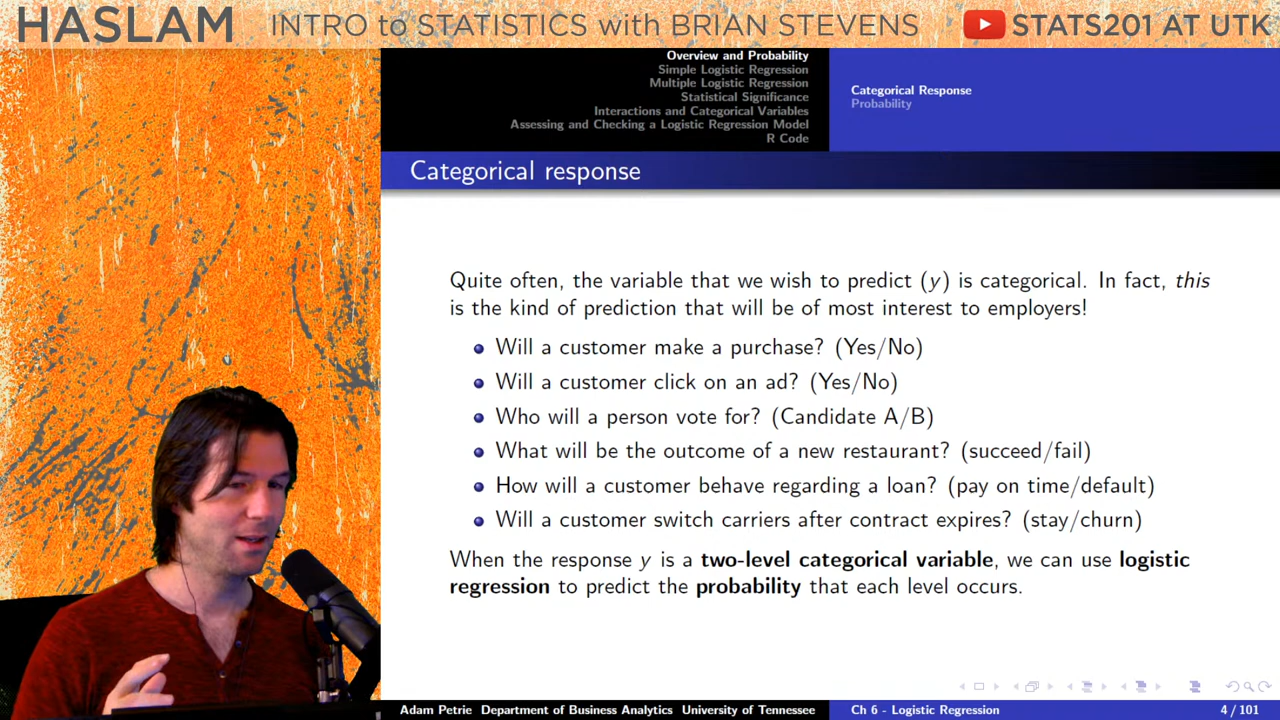 HASLAM INTRO to STATISTICS with BRIAN STEVENS STATS201 AT UTK
Overview and Probability
Simple Logistic Regression
Multiple Logistic Regression
Statistical Significance
Interactions and Categorical Variables
Assessing and Checking a Logistic Regression Model
R Code
Categorical Response
Probability
Categorical response
Quite often, the variable that we wish to predict (y) is categorical. In fact, this
is the kind of prediction that will be of most interest to employers!
Will a customer make a purchase? (Yes/No)
Will a customer click on an ad? (Yes/No)
Who will a person vote for? (Candidate A/B)
What will be the outcome of a new restaurant? (succeed/fail)
How will a customer behave regarding a loan? (pay on time/default)
Will a customer switch carriers after contract expires? (stay/churn)
When the response y is a two-level categorical variable, we can use logistic
regression to predict the probability that each level occurs.
Adam Petrie Department of Business Analytics University of Tennessee Ch 6 - Logistic Regression 4 / 101